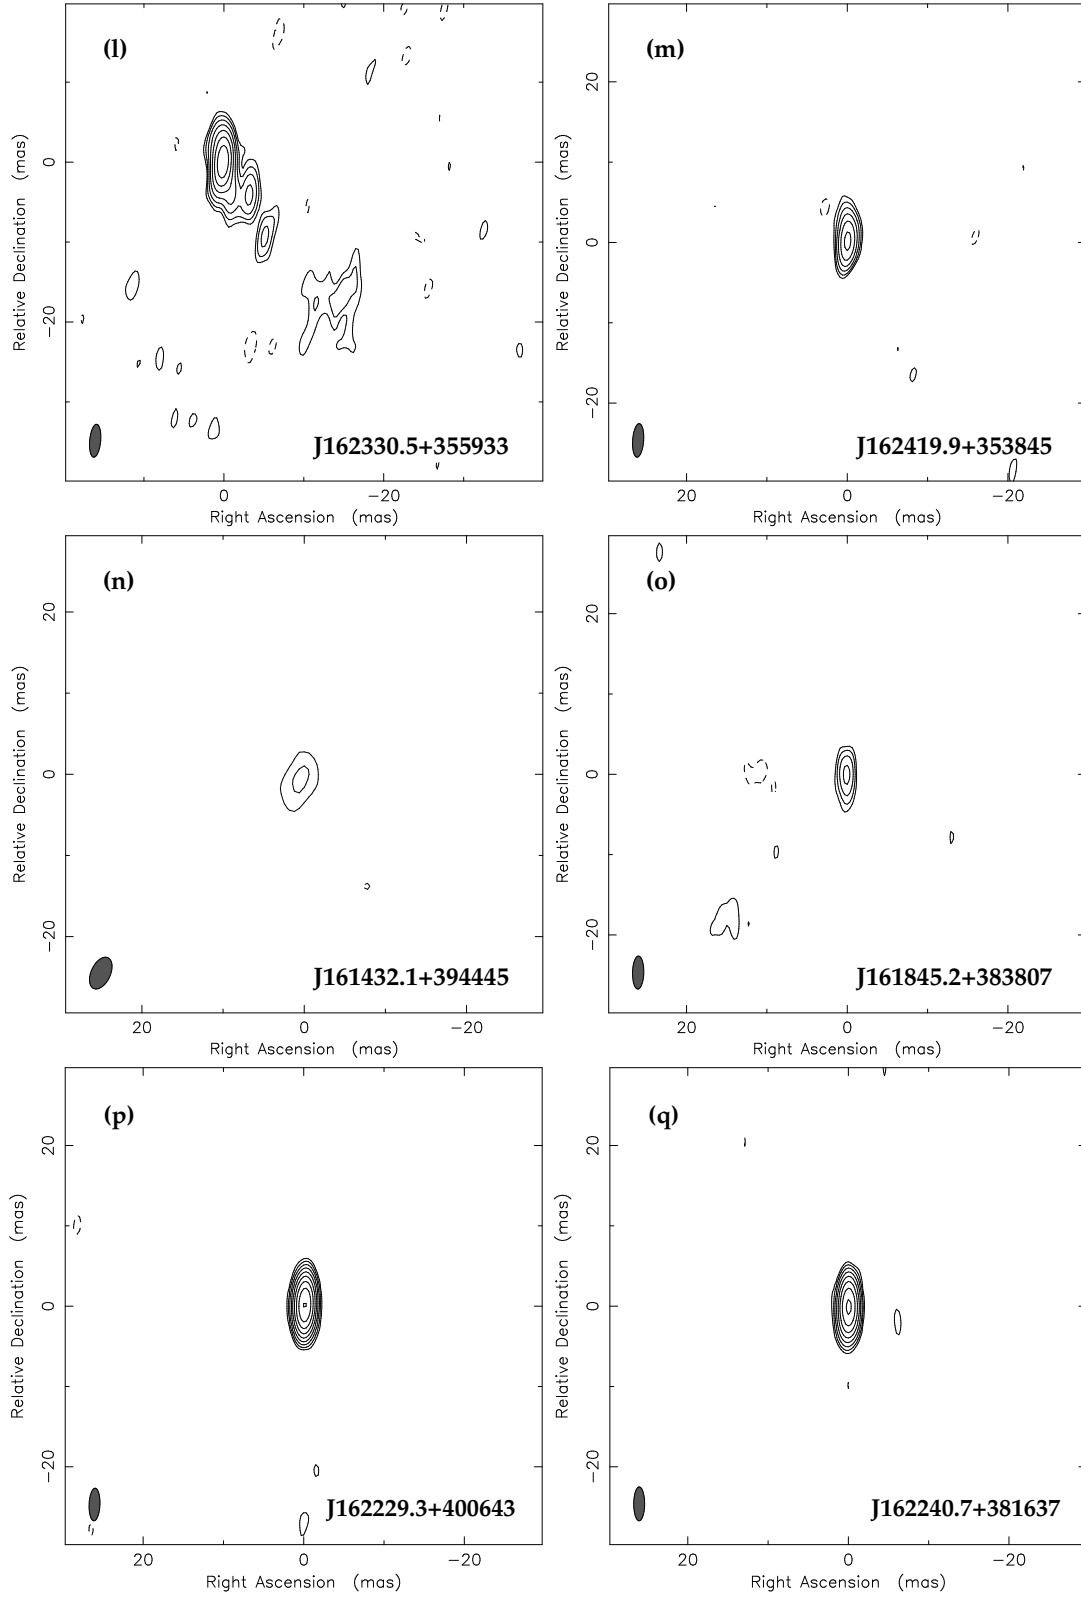 (l)
0
−20
Relative Declination (mas)
J162330.5+355933
0
−20
Right Ascension (mas)
(m)
20
0
−20
Relative Declination (mas)
J162419.9+353845
20
0
−20
Right Ascension (mas)
(n)
20
0
−20
Relative Declination (mas)
J161432.1+394445
20
0
−20
Right Ascension (mas)
(o)
20
0
−20
Relative Declination (mas)
J161845.2+383807
20
0
−20
Right Ascension (mas)
(p)
20
0
−20
Relative Declination (mas)
J162229.3+400643
20
0
−20
Right Ascension (mas)
(q)
20
0
−20
Relative Declination (mas)
J162240.7+381637
20
0
−20
Right Ascension (mas)